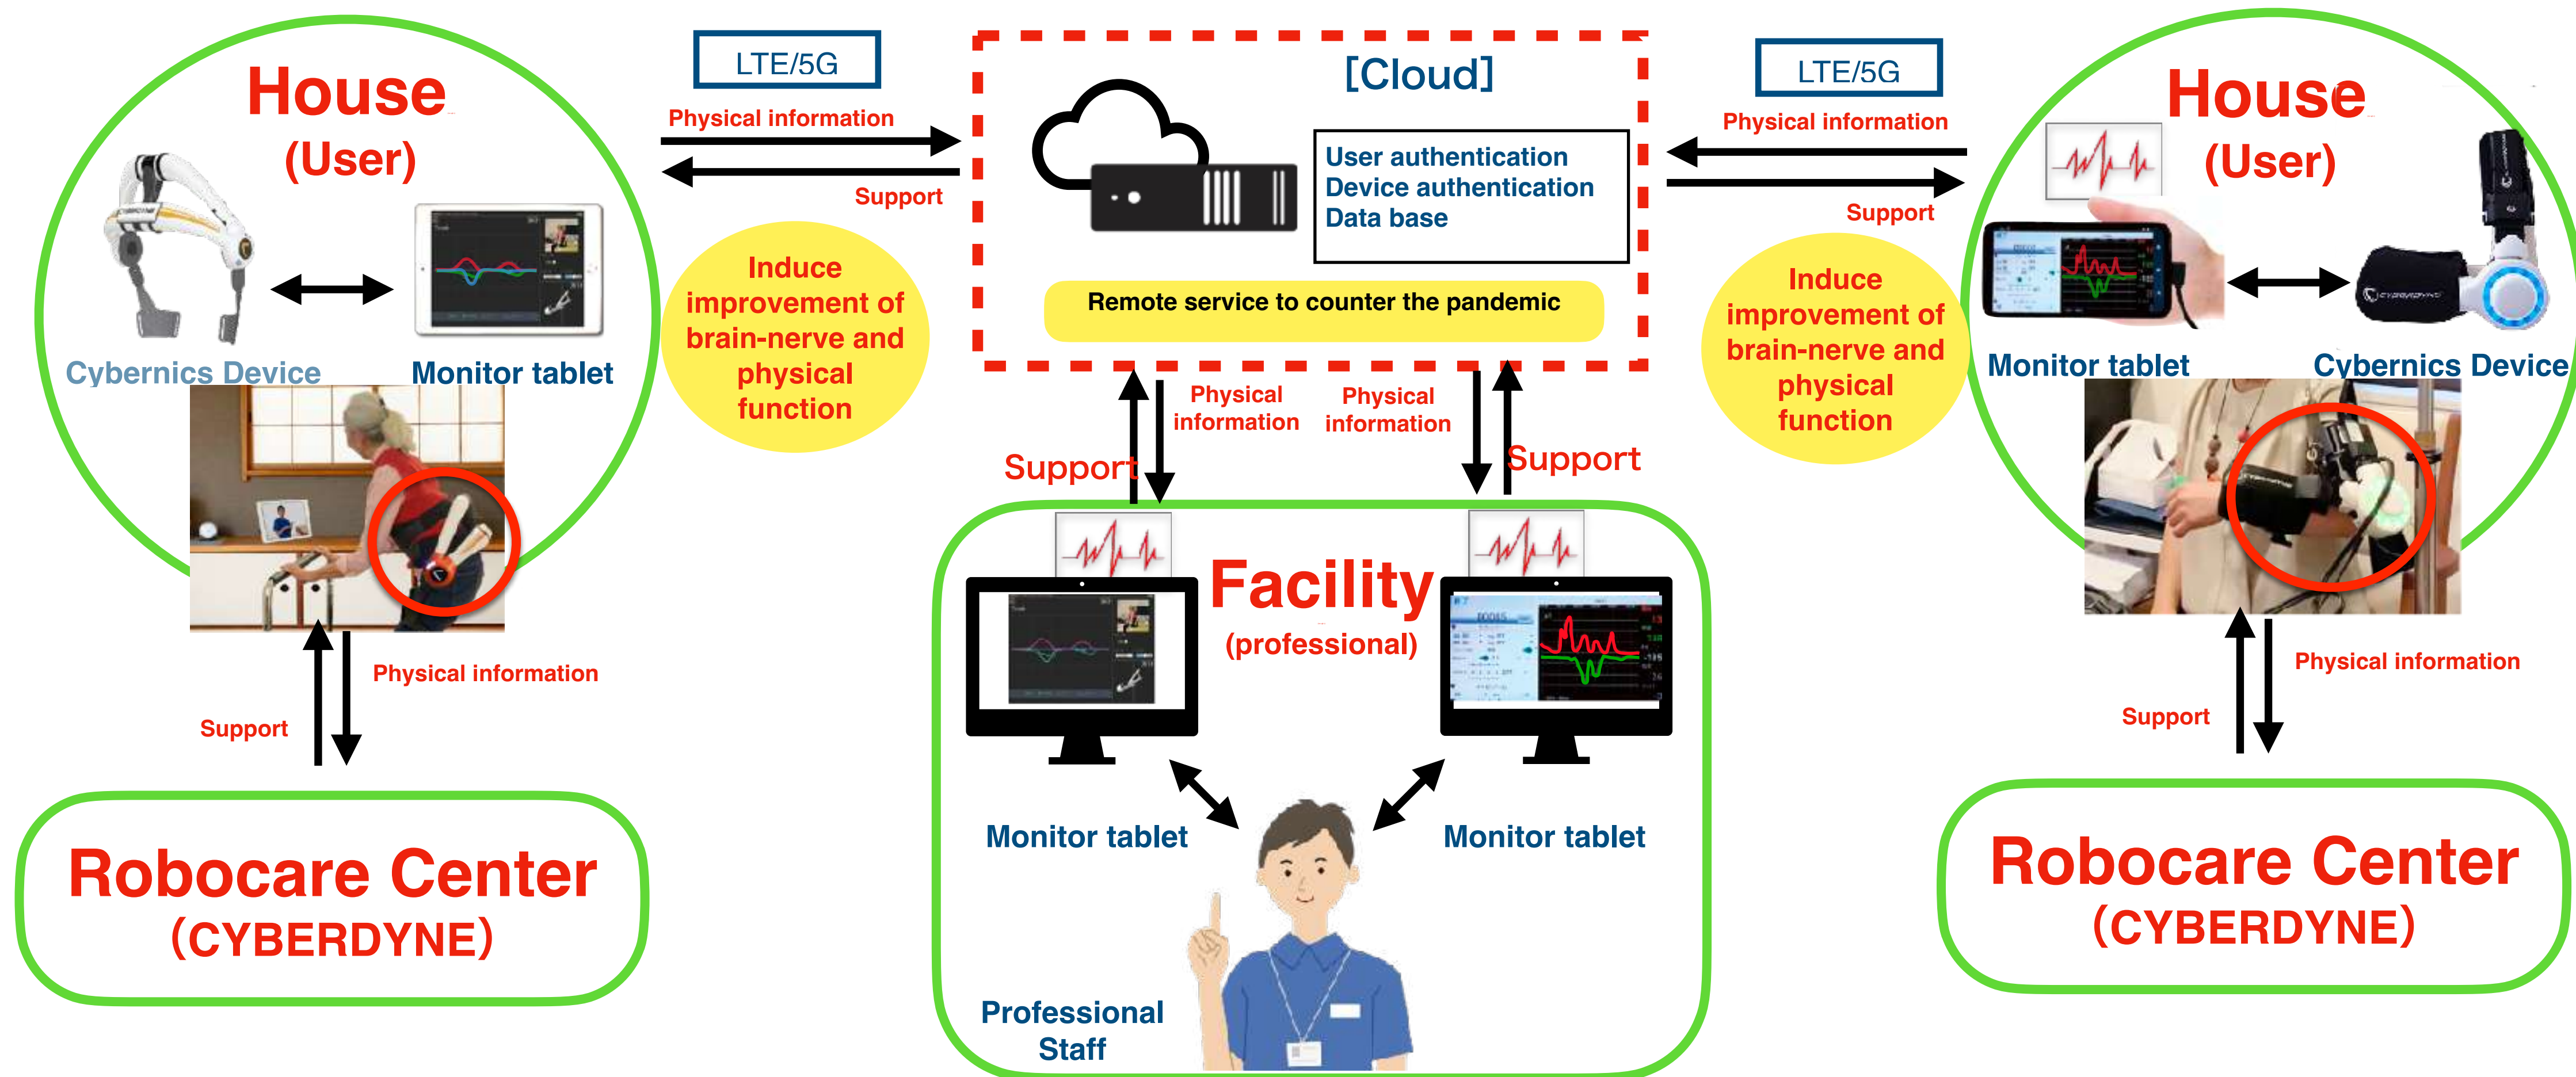 House
(User)
Cybernics Device
Monitor tablet
LTE/5G
Physical information
Support
Induce
improvement of
brain-nerve and
physical
function
[Cloud]
User authentication
Device authentication
Data base
Remote service to counter the pandemic
LTE/5G
Physical information
Support
Induce
improvement of
brain-nerve and
physical
function
House
(User)
CYBERDYNE
Monitor tablet
Cybernics Device
Physical
information
Physical
information
Support
Support
Facility
(professional)
Monitor tablet
Monitor tablet
Professional
Staff
Physical information
Support
Robocare Center
(CYBERDYNE)
Physical information
Support
Robocare Center
(CYBERDYNE)